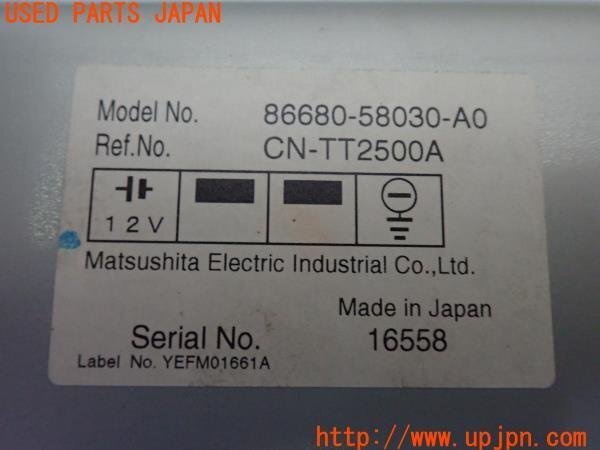 USED PARTS JAPAN
Model No. 86680-58030-A0
Ref.No. CN-TT2500A
12V
Matsushita Electric Industrial Co.,Ltd.
Made in Japan
Serial No. 16558
Label No. YEFM01661A
http://www.upjpn.com/